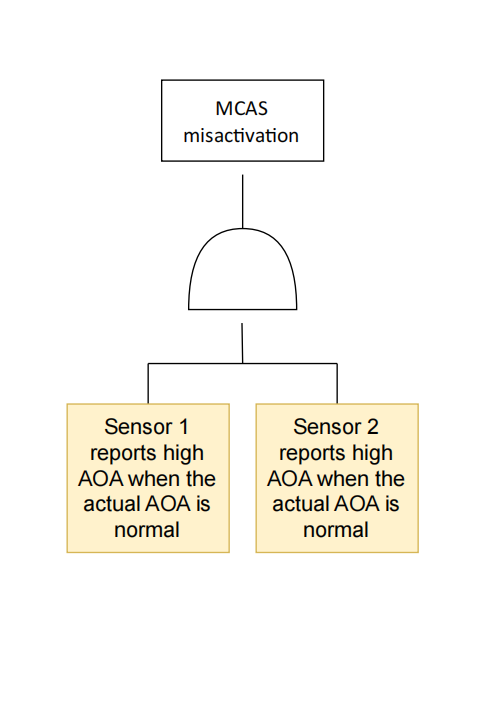 MCAS
misactivation
Sensor 1
reports high
AOA when the
actual AOA is
normal
Sensor 2
reports high
AOA when the
actual AOA is
normal